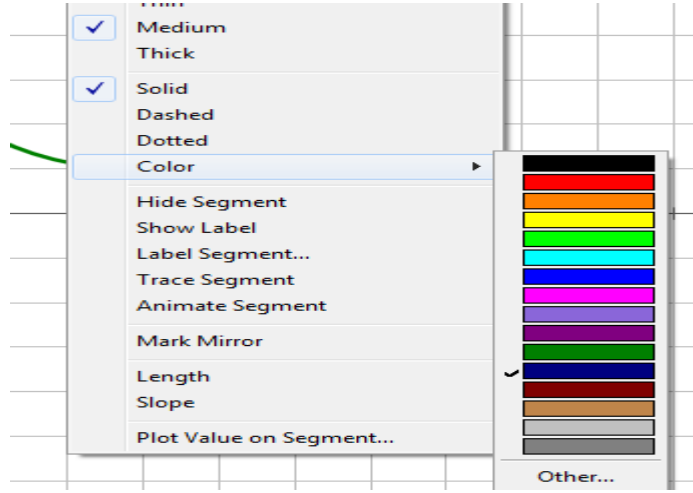 Thin
Medium
Thick
Solid
Dashed
Dotted
Color
Hide Segment
Show Label
Label Segment...
Trace Segment
Animate Segment
Mark Mirror
Length
Slope
Plot Value on Segment...
Other...